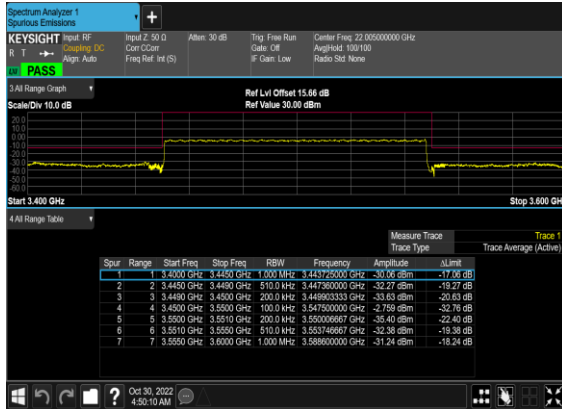 Spectrum Analyzer 1
Spurious Emissions
KEYSIGHT
R T
LXI PASS
Input: RF
Coupling: DC
Align: Auto
Input Z: 50 Ω
Corr CCorr
Freq Ref: Int (S)
Atten: 30 dB
Trig: Free Run
Gate: Off
IF Gain: Low
Center Freq: 22.005000000 GHz
Avg|Hold: 100/100
Radio Std: None
3 All Range Graph
Scale/Div 10.0 dB
Ref Lvl Offset 15.66 dB
Ref Value 30.00 dBm
20.0
10.0
0.00
-10.0
-20.0
-30.0
-40.0
-50.0
-60.0
Start 3.400 GHz
Stop 3.600 GH
4 All Range Table
Measure Trace Trace 1
Trace Type Trace Average (Active)
Spur Range Start Freq Stop Freq RBW Frequency Amplitude ΔLimit
1 1 3.4000 GHz 3.4450 GHz 1.000 MHz 3.443725000 GHz -30.06 dBm -17.06 dB
2 2 3.4450 GHz 3.4490 GHz 510.0 kHz 3.447360000 GHz -32.27 dBm -19.27 dB
3 3 3.4490 GHz 3.4500 GHz 200.0 kHz 3.449903333 GHz -33.63 dBm -20.63 dB
4 4 3.4500 GHz 3.5500 GHz 100.0 kHz 3.547500000 GHz -2.759 dBm -32.76 dB
5 5 3.5500 GHz 3.5510 GHz 200.0 kHz 3.550006667 GHz -35.40 dBm -22.40 dB
6 6 3.5510 GHz 3.5550 GHz 510.0 kHz 3.553746667 GHz -32.38 dBm -19.38 dB
7 7 3.5550 GHz 3.6000 GHz 1.000 MHz 3.588600000 GHz -31.24 dBm -18.24 dB
Oct 30, 2022
4:50:10 AM